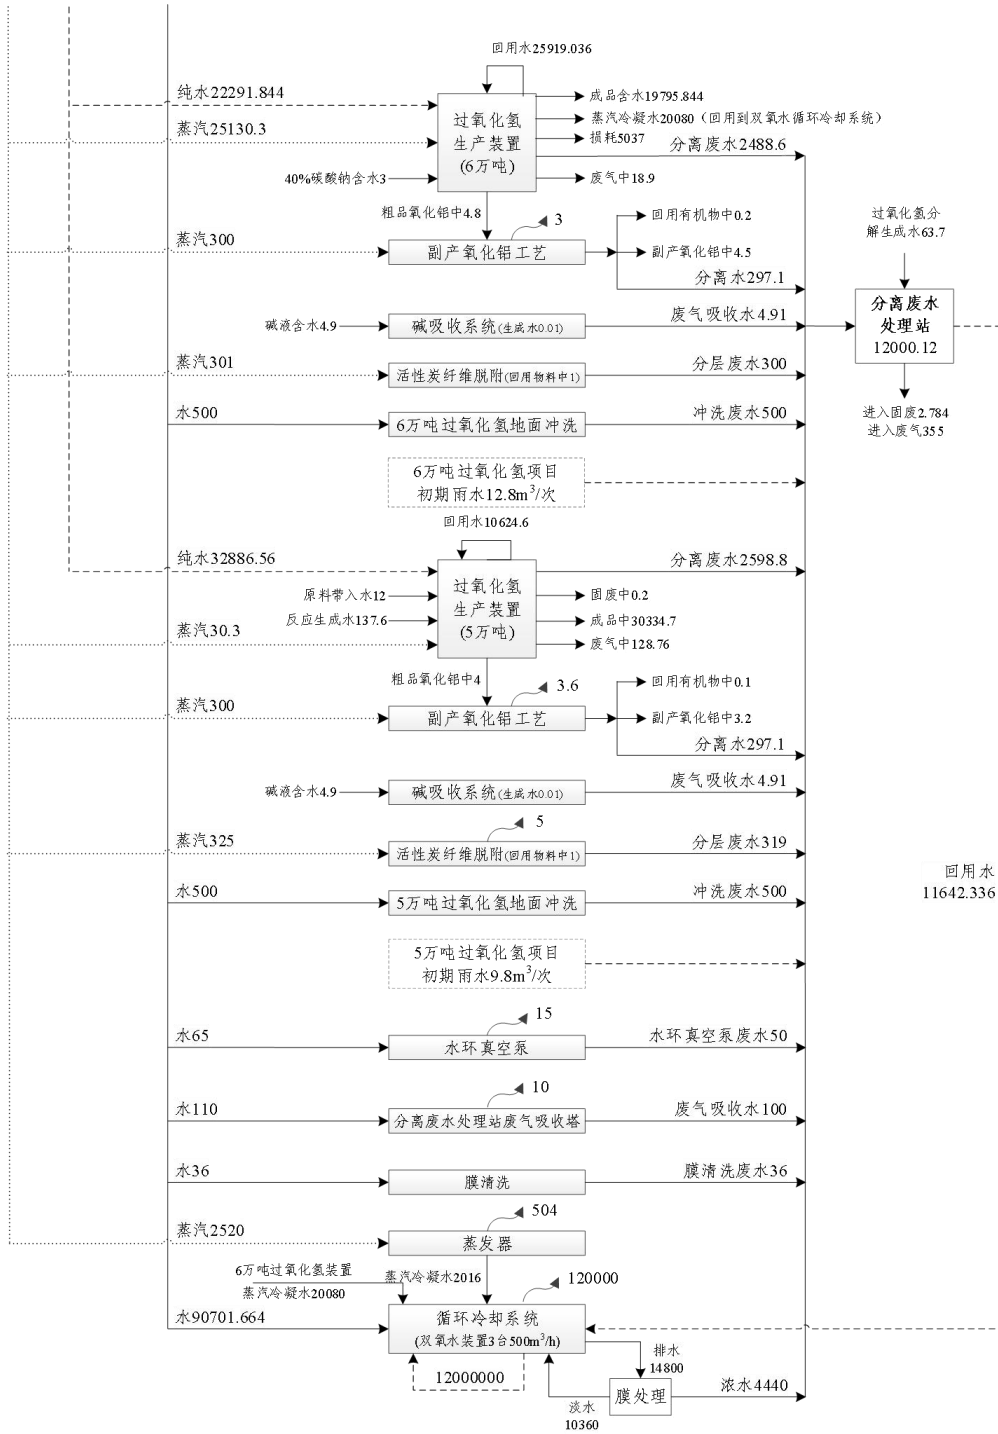 回用水25919.036
纯水22291.844
蒸汽25130.3
40%碳酸钠含水3
过氧化氢
生产装置
(6万吨)
成品含水19795.844
蒸汽冷凝水20080（回用到双氧水循环冷却系统）
损耗5037
分离废水2488.6
废气中18.9
粗品氧化铝中4.8
3
蒸汽300
副产氧化铝工艺
回用有机物中0.2
副产氧化铝中4.5
分离水297.1
过氧化氢分
解生成水63.7
分离废水
处理站
12000.12
进入固废2.784
进入废气355
碱液含水4.9
碱吸收系统(生成水0.01)
废气吸收水4.91
蒸汽301
活性炭纤维脱附(回用物料中1)
分层废水300
水500
6万吨过氧化氢地面冲洗
冲洗废水500
6万吨过氧化氢项目
初期雨水12.8m³/次
回用水10624.6
纯水32886.56
原料带入水12
反应生成水137.6
蒸汽30.3
过氧化氢
生产装置
(5万吨)
分离废水2598.8
固废中0.2
成品中30334.7
废气中128.76
粗品氧化铝中4
3.6
蒸汽300
副产氧化铝工艺
回用有机物中0.1
副产氧化铝中3.2
分离水297.1
碱液含水4.9
碱吸收系统(生成水0.01)
废气吸收水4.91
5
蒸汽325
活性炭纤维脱附(回用物料中1)
分层废水319
回用水
11642.336
水500
5万吨过氧化氢地面冲洗
冲洗废水500
5万吨过氧化氢项目
初期雨水9.8m³/次
15
水65
水环真空泵
水环真空泵废水50
10
水110
分离废水处理站废气吸收塔
废气吸收水100
水36
膜清洗
膜清洗废水36
504
蒸汽2520
蒸发器
6万吨过氧化氢装置
蒸汽冷凝水20080
蒸汽冷凝水2016
120000
水90701.664
循环冷却系统
(双氧水装置3台500m³/h)
12000000
排水
14800
膜处理
浓水4440
淡水
10360